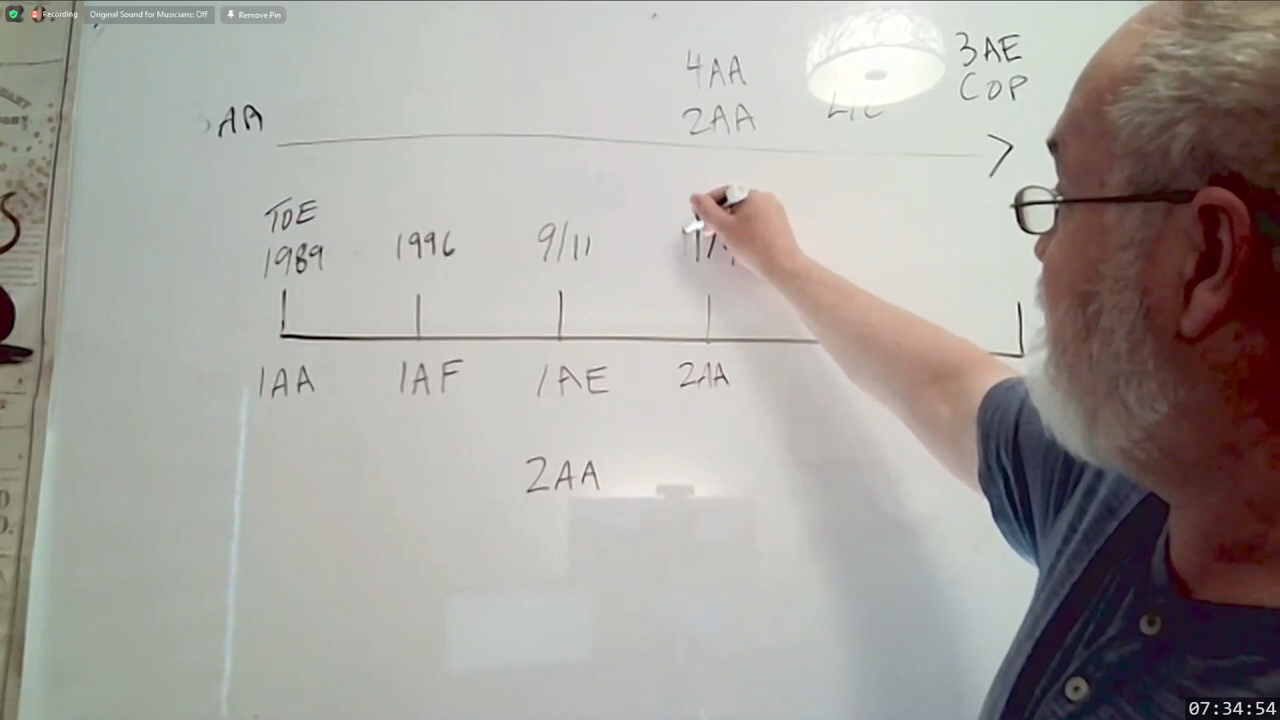 Recording
Original Sound for Musicians: Off
Remove Pin
4AA
2AA
3AE
COP
AA
TOE
1989
1996
9/11
1AA
1AF
1AE
2AA
2AA
07:34:54